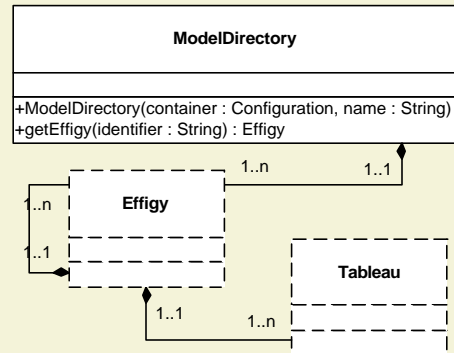 ModelDirectory
+ModelDirectory(container : Configuration, name : String)
+getEffigy(identifier : String) : Effigy
1..n
1..1
1..n
Effigy
1..1
Tableau
1..1
1..n